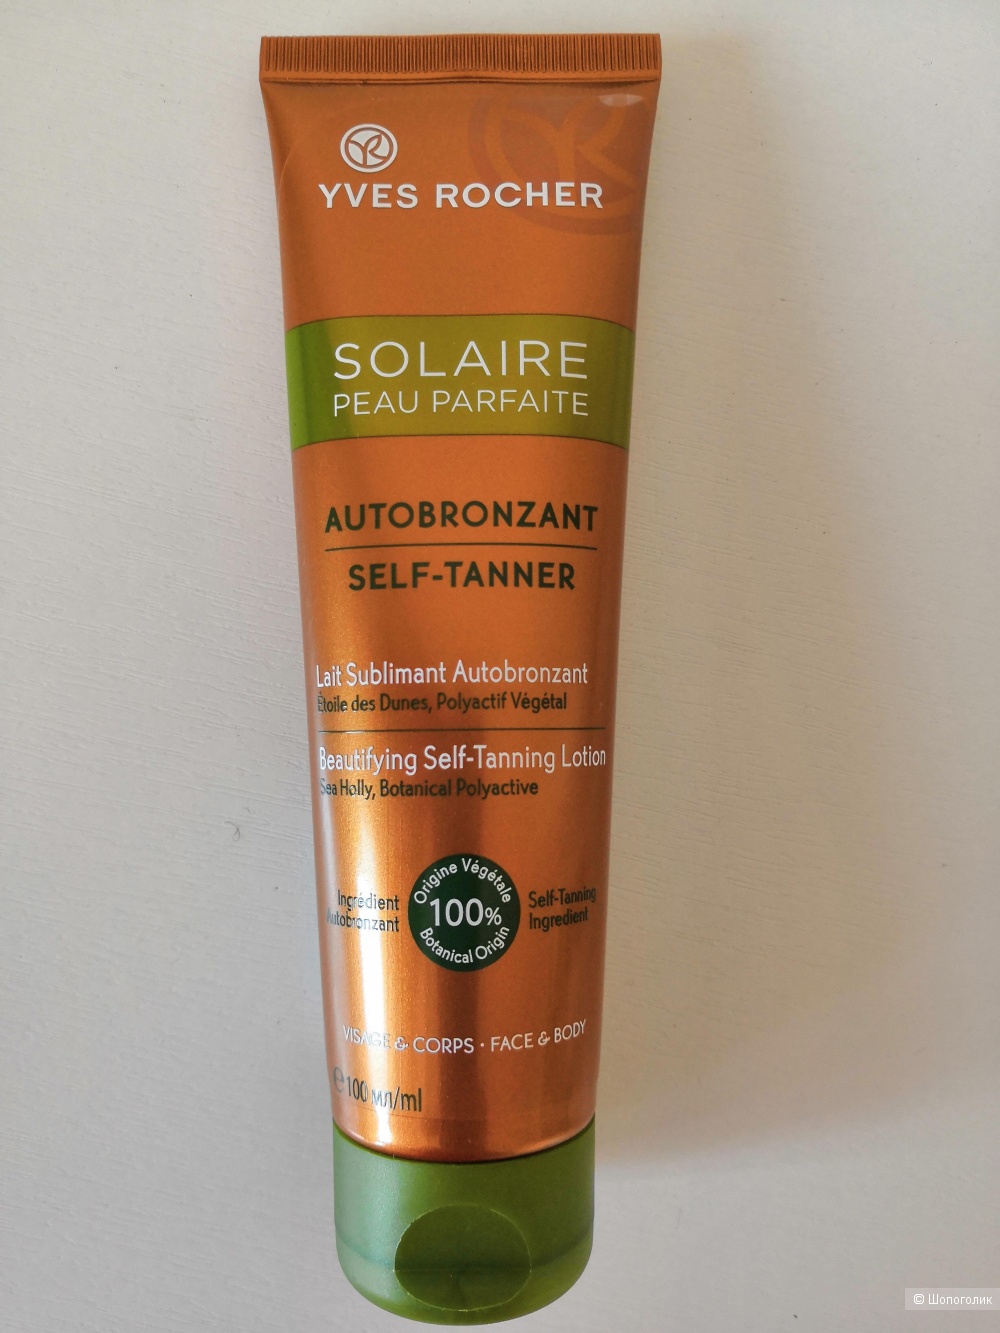 YVES ROCHER
SOLAIRE
PEAU PARFAITE
AUTOBRONZANT
SELF-TANNER
Lait Sublimant Autobronzant
Étoile des Dunes, Polyactif Végétal
Beautifying Self-Tanning Lotion
Sea Holly, Botanical Polyactive
Ingrédient
Autobronzant
Origine Végétale
100%
Botanical Origin
Self-Tanning
Ingredient
VISAGE & CORPS • FACE & BODY
℮100 мл/ml
© Шопоголик